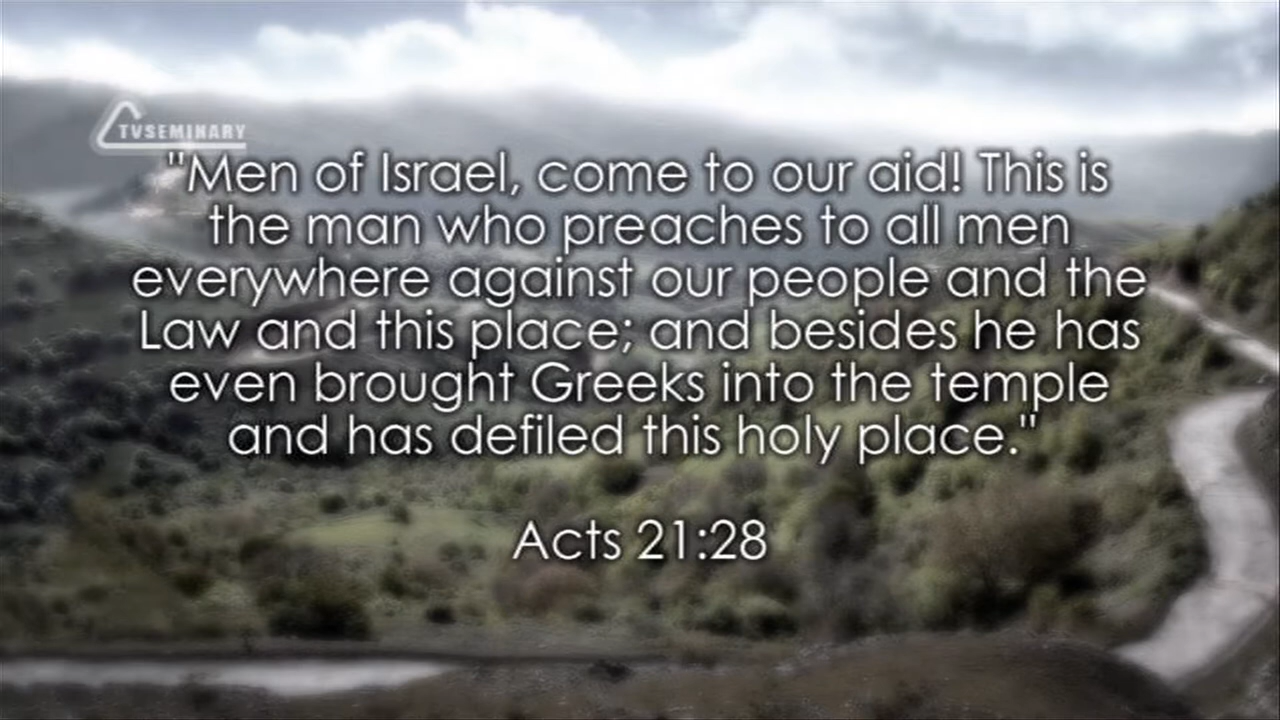 TVSEMINARY
"Men of Israel, come to our aid! This is
the man who preaches to all men
everywhere against our people and the
Law and this place; and besides he has
even brought Greeks into the temple
and has defiled this holy place."
Acts 21:28